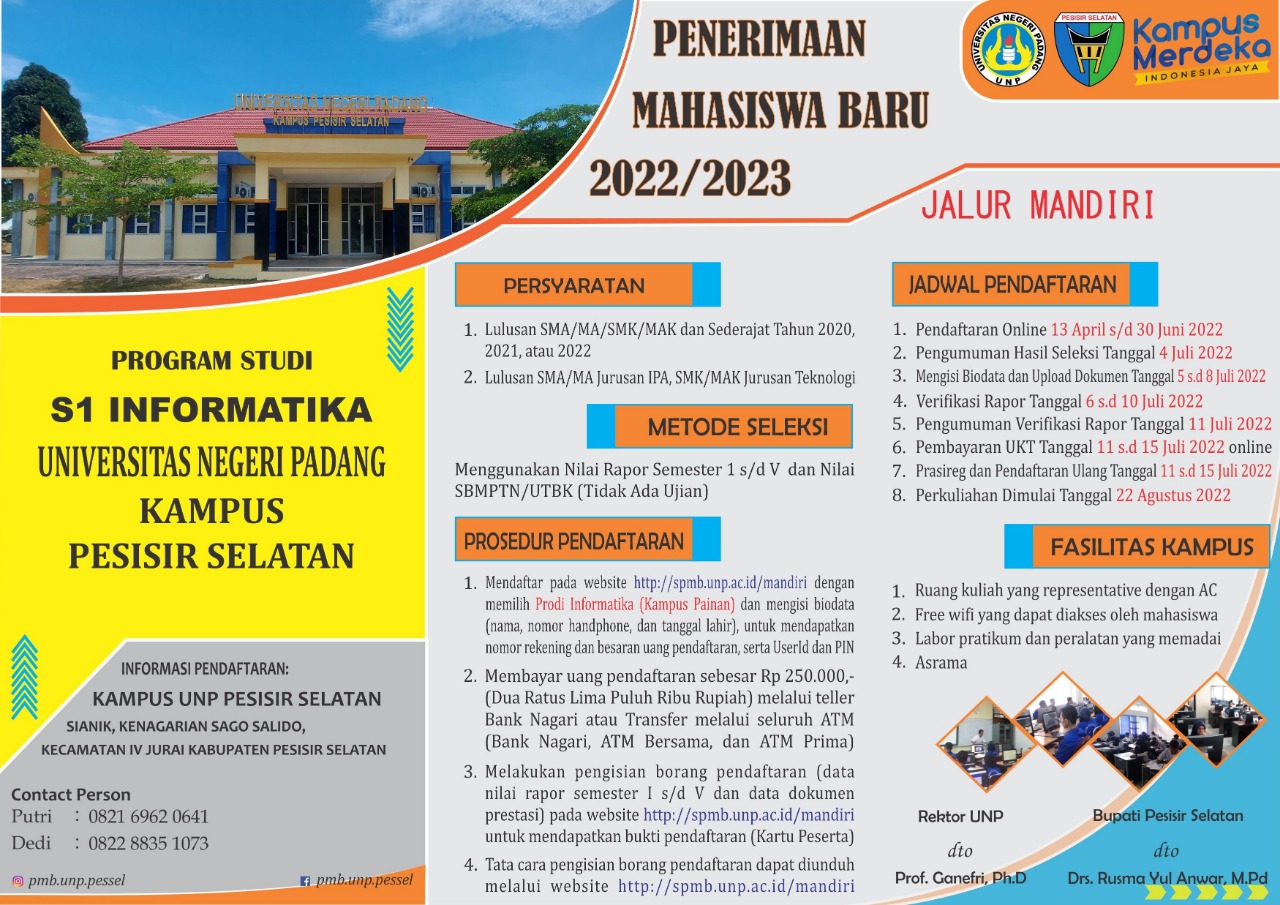 UNIVERSITAS NEGERI PADANG
KAMPUS PESISIR SELATAN
PENERIMAAN
MAHASISWA BARU
2022/2023
UNIVERSITAS NEGERI PADANG
UNP
PESISIR SELATAN
Kampus
Merdeka
INDONESIA JAYA
JALUR MANDIRI
PROGRAM STUDI
S1 INFORMATIKA
UNIVERSITAS NEGERI PADANG
KAMPUS
PESISIR SELATAN
INFORMASI PENDAFTARAN:
KAMPUS UNP PESISIR SELATAN
SIANIK, KENAGARIAN SAGO SALIDO,
KECAMATAN IV JURAI KABUPATEN PESISIR SELATAN
Contact Person
Putri : 0821 6962 0641
Dedi : 0822 8835 1073
pmb.unp.pessel
pmb.unp.pessel
PERSYARATAN
1. Lulusan SMA/MA/SMK/MAK dan Sederajat Tahun 2020,
2021, atau 2022
2. Lulusan SMA/MA Jurusan IPA, SMK/MAK Jurusan Teknologi
METODE SELEKSI
Menggunakan Nilai Rapor Semester 1 s/d V dan Nilai
SBMPTN/UTBK (Tidak Ada Ujian)
PROSEDUR PENDAFTARAN
1. Mendaftar pada website http://spmb.unp.ac.id/mandiri dengan
memilih Prodi Informatika (Kampus Painan) dan mengisi biodata
(nama, nomor handphone, dan tanggal lahir), untuk mendapatkan
nomor rekening dan besaran uang pendaftaran, serta UserId dan PIN
2. Membayar uang pendaftaran sebesar Rp 250.000,-
(Dua Ratus Lima Puluh Ribu Rupiah) melalui teller
Bank Nagari atau Transfer melalui seluruh ATM
(Bank Nagari, ATM Bersama, dan ATM Prima)
3. Melakukan pengisian borang pendaftaran (data
nilai rapor semester I s/d V dan data dokumen
prestasi) pada website http://spmb.unp.ac.id/mandiri
untuk mendapatkan bukti pendaftaran (Kartu Peserta)
4. Tata cara pengisian borang pendaftaran dapat diunduh
melalui website http://spmb.unp.ac.id/mandiri
JADWAL PENDAFTARAN
1. Pendaftaran Online 13 April s/d 30 Juni 2022
2. Pengumuman Hasil Seleksi Tanggal 4 Juli 2022
3. Mengisi Biodata dan Upload Dokumen Tanggal 5 s.d 8 Juli 2022
4. Verifikasi Rapor Tanggal 6 s.d 10 Juli 2022
5. Pengumuman Verifikasi Rapor Tanggal 11 Juli 2022
6. Pembayaran UKT Tanggal 11 s.d 15 Juli 2022 online
7. Prasireg dan Pendaftaran Ulang Tanggal 11 s.d 15 Juli 2022
8. Perkuliahan Dimulai Tanggal 22 Agustus 2022
FASILITAS KAMPUS
1. Ruang kuliah yang representative dengan AC
2. Free wifi yang dapat diakses oleh mahasiswa
3. Labor pratikum dan peralatan yang memadai
4. Asrama
Rektor UNP
dto
Prof. Ganefri, Ph.D
Bupati Pesisir Selatan
dto
Drs. Rusma Yul Anwar, M.Pd